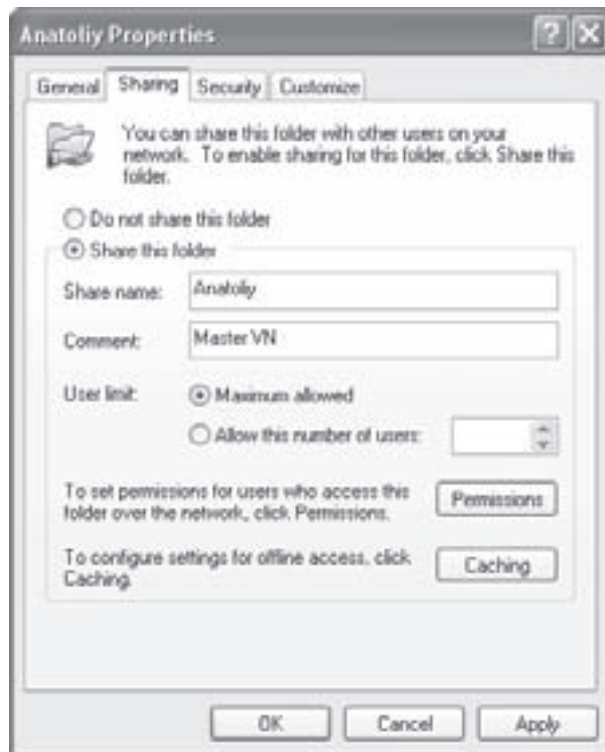 Anatoliy Properties
General Sharing Security Customize
You can share this folder with other users on your
network. To enable sharing for this folder, click Share this
folder.
Do not share this folder
Share this folder
Share name: Anatoliy
Comment: Master VN
User limit: Maximum allowed
Allow this number of users:
To set permissions for users who access this
folder over the network, click Permissions.
Permissions
To configure settings for offline access, click
Caching.
Caching
OK Cancel Apply